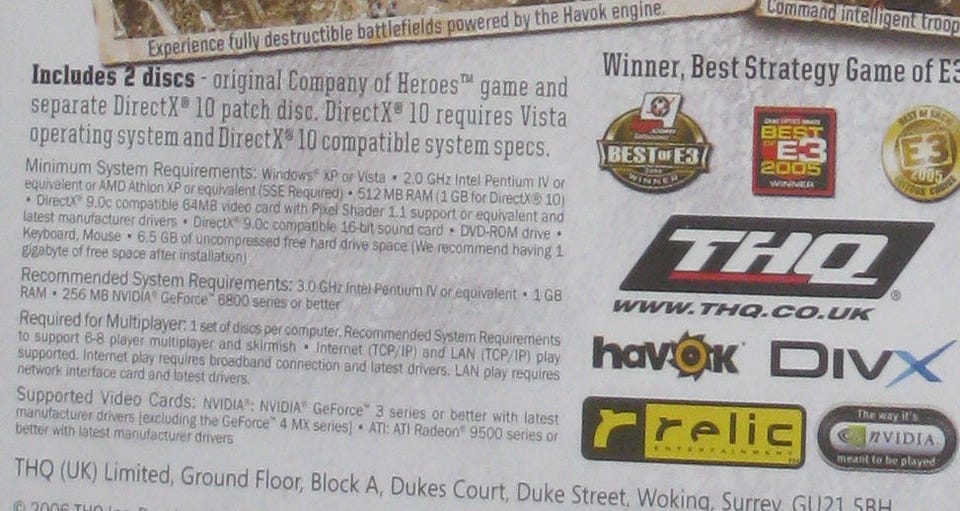 Experience fully destructible battlefields powered by the Havok engine.
Command intelligent troop
Includes 2 discs - original Company of Heroes™ game and
separate DirectX® 10 patch disc. DirectX® 10 requires Vista
operating system and DirectX® 10 compatible system specs.
Minimum System Requirements: Windows® XP or Vista • 2.0 GHz Intel Pentium IV or
equivalent or AMD Athlon XP or equivalent (SSE Required) • 512 MB RAM (1 GB for DirectX® 10)
• DirectX® 9.0c compatible 64MB video card with Pixel Shader 1.1 support or equivalent and
latest manufacturer drivers • DirectX® 9.0c compatible 16-bit sound card • DVD-ROM drive •
Keyboard, Mouse • 6.5 GB of uncompressed free hard drive space (We recommend having 1
gigabyte of free space after installation)
Recommended System Requirements: 3.0 GHz Intel Pentium IV or equivalent • 1 GB
RAM • 256 MB NVIDIA® GeForce™ 6800 series or better
Required for Multiplayer: 1 set of discs per computer. Recommended System Requirements
to support 6-8 player multiplayer and skirmish • Internet (TCP/IP) and LAN (TCP/IP) play
supported. Internet play requires broadband connection and latest drivers. LAN play requires
network interface card and latest drivers.
Supported Video Cards: NVIDIA®: NVIDIA® GeForce™ 3 series or better with latest
manufacturer drivers [excluding the GeForce™ 4 MX series] • ATI: ATI Radeon® 9500 series or
better with latest manufacturer drivers
Winner, Best Strategy Game of E3
.com
BEST OF E3
WINNER
BEST
OF E3
2005
WINNER
E3
2005
THQ®
WWW.THQ.CO.UK
havok
DIVX
relic
ENTERTAINMENT™
The way it's
NVIDIA.
meant to be played
THQ (UK) Limited, Ground Floor, Block A, Dukes Court, Duke Street, Woking, Surrey, GU21 5BH
© 2006 THQ Inc.